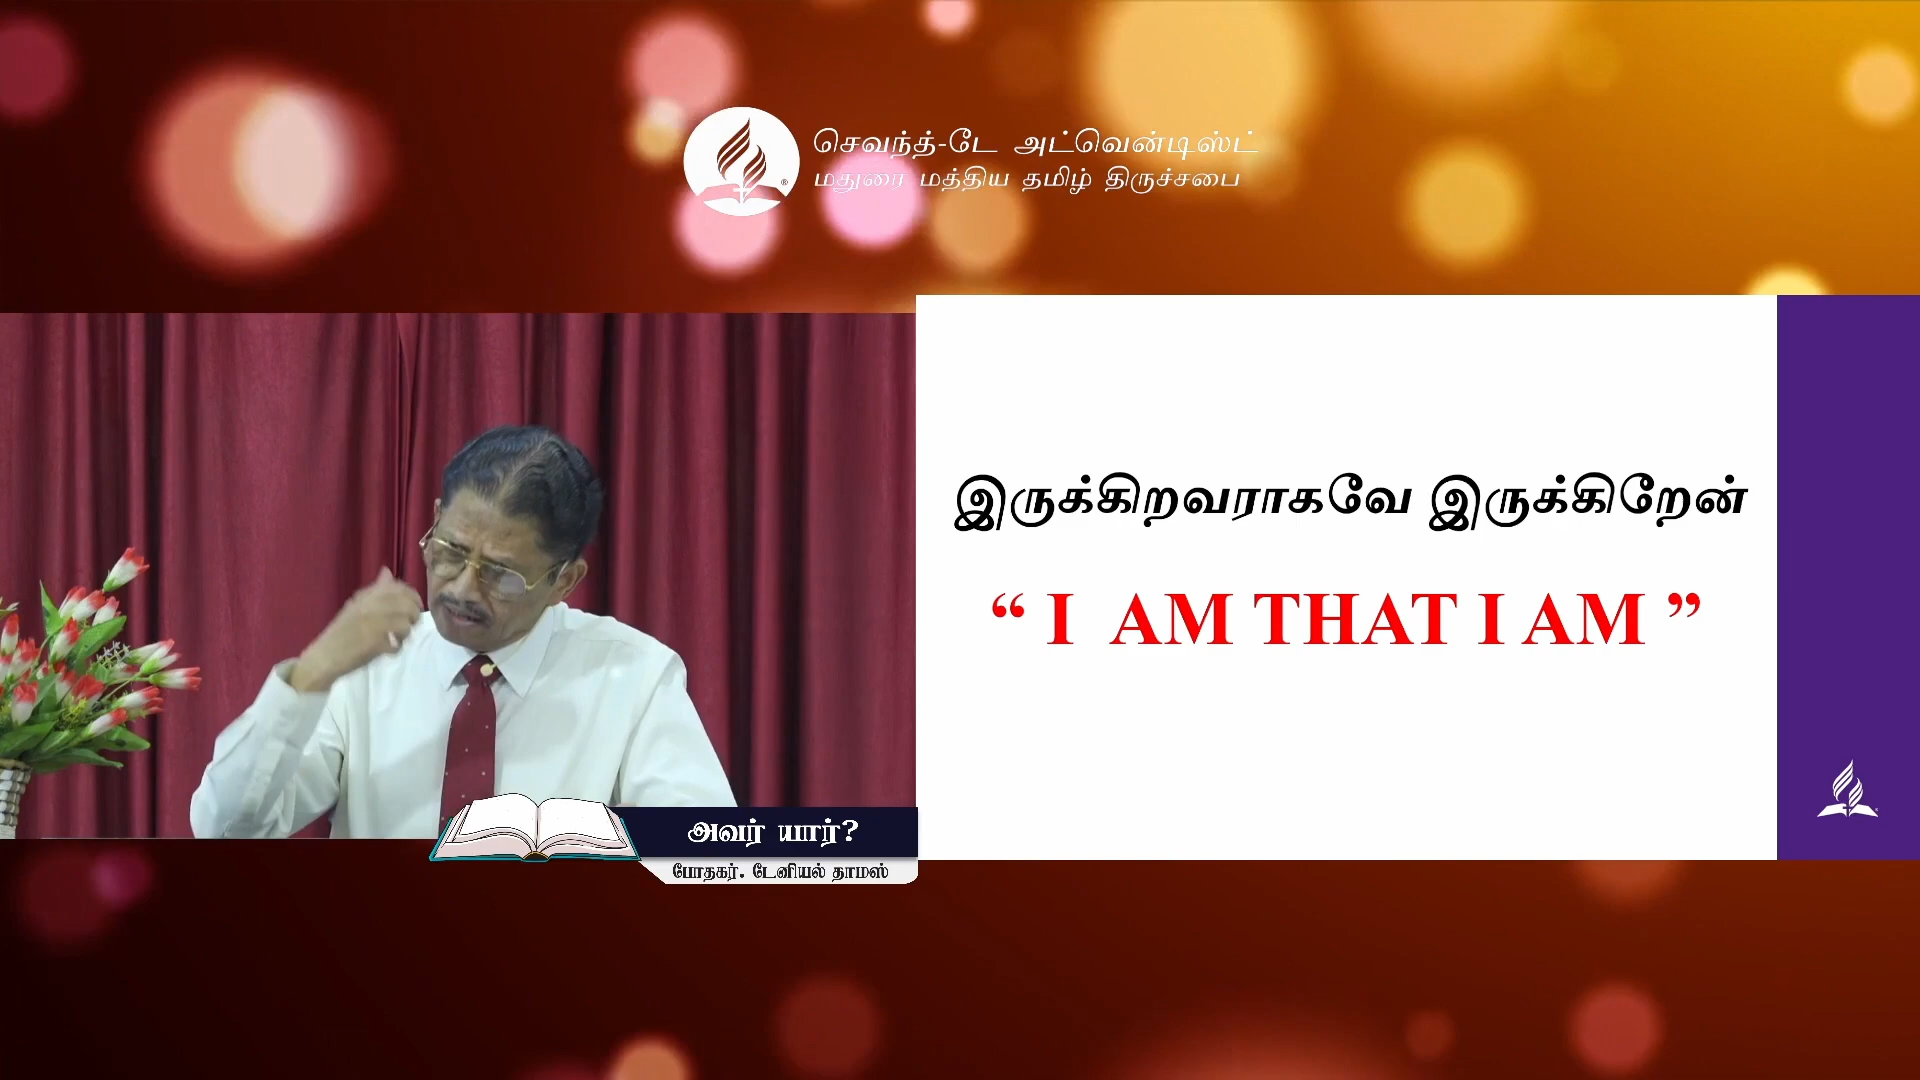 செவந்த்-டே அட்வென்டிஸ்ட்
மதுரை மத்திய தமிழ் திருச்சபை
இருக்கிறவராகவே இருக்கிறேன்
“ I AM THAT I AM ”
அவர் யார்?
போதகர். டேனியல் தாமஸ்